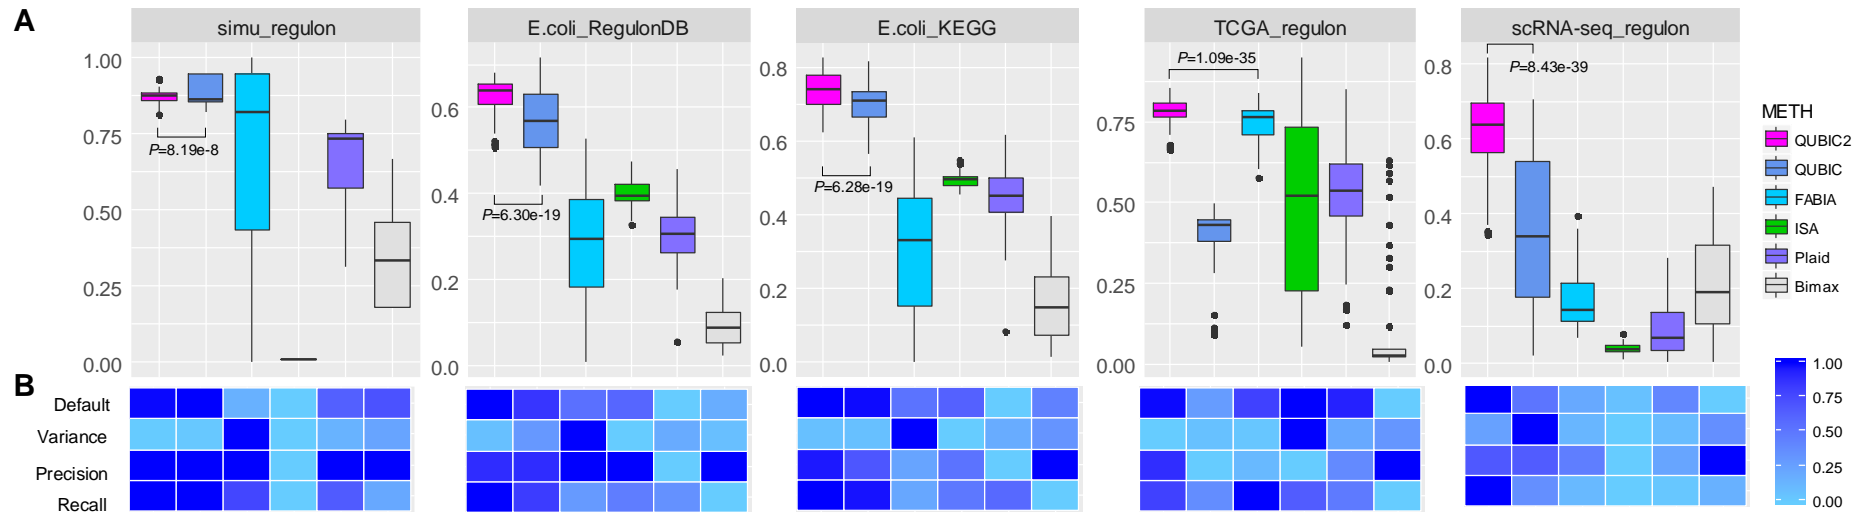 A
simu_regulon
E.coli_RegulonDB
E.coli_KEGG
TCGA_regulon
scRNA-seq_regulon
1.00
0.75
0.50
0.25
0.00
P=8.19e-8
0.6
0.4
0.2
0.0
P=6.30e-19
0.8
0.6
0.4
0.2
0.0
P=6.28e-19
0.75
0.50
0.25
0.00
P=1.09e-35
0.8
0.6
0.4
0.2
0.0
P=8.43e-39
METH
QUBIC2
QUBIC
FABIA
ISA
Plaid
Bimax
B
Default
Variance
Precision
Recall
1.00
0.75
0.50
0.25
0.00